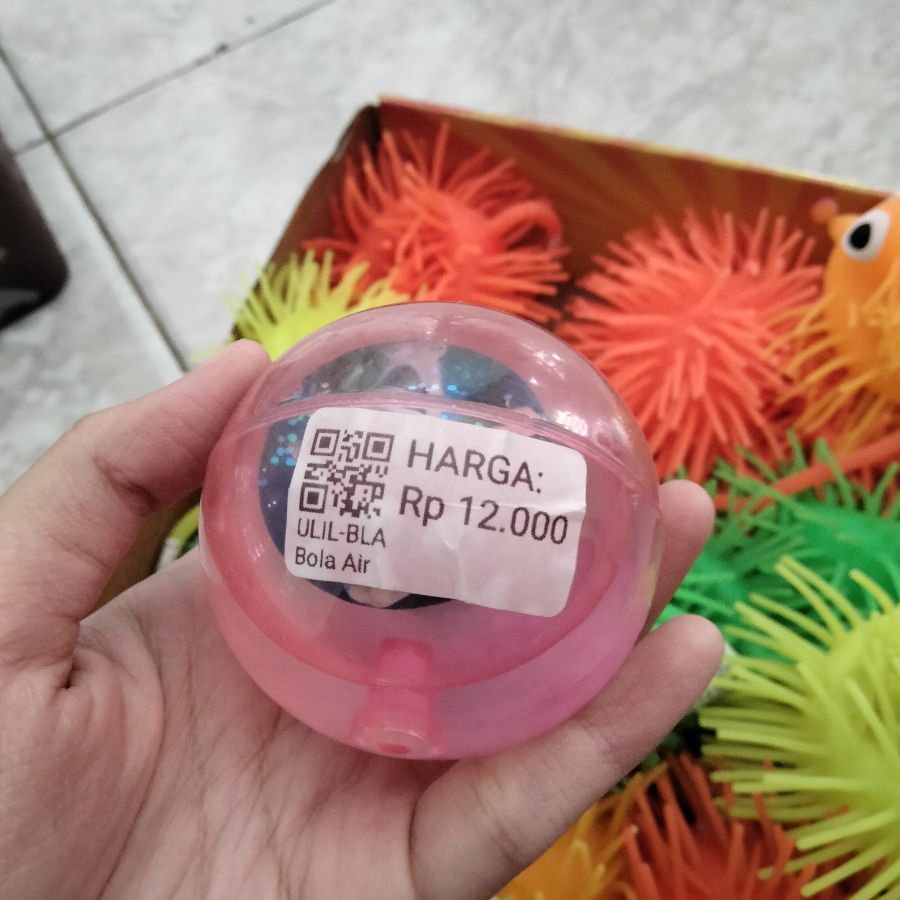 HARGA:
Rp 12.000
ULIL-BLA
Bola Air